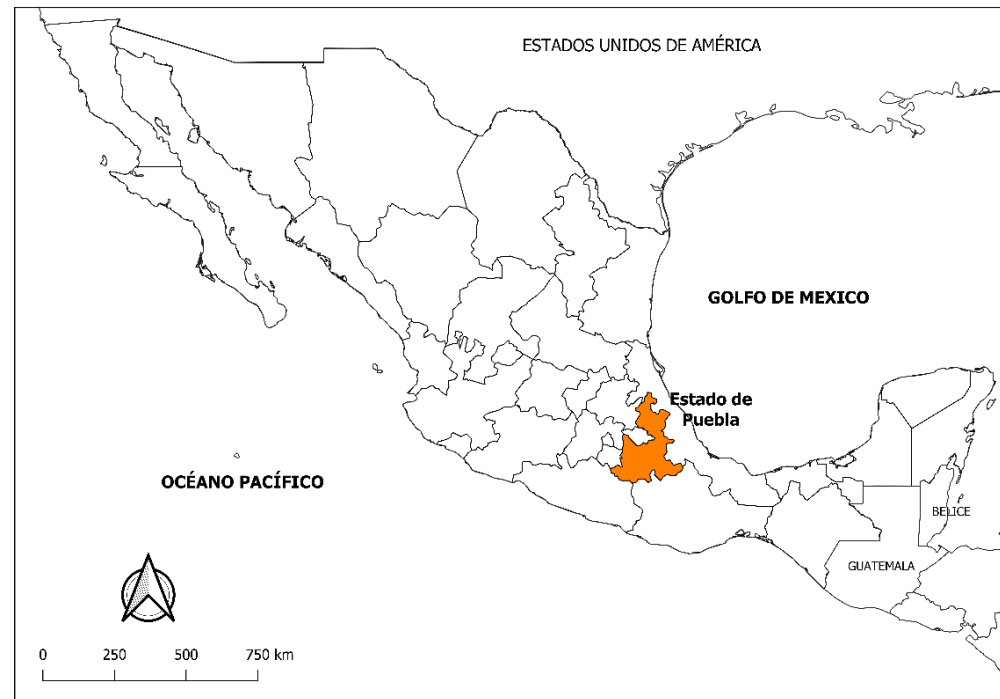 ESTADOS UNIDOS DE AMÉRICA
GOLFO DE MEXICO
Estado de
Puebla
OCÉANO PACÍFICO
BELICE
GUATEMALA
0 250 500 750 km